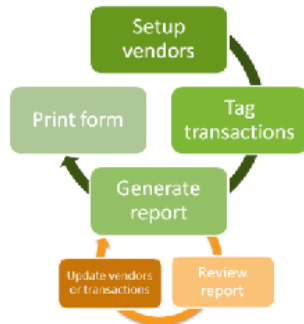 Setup
vendors
Tag
transactions
Print form
Generate
report
Review
report
Update vendors
or transactions